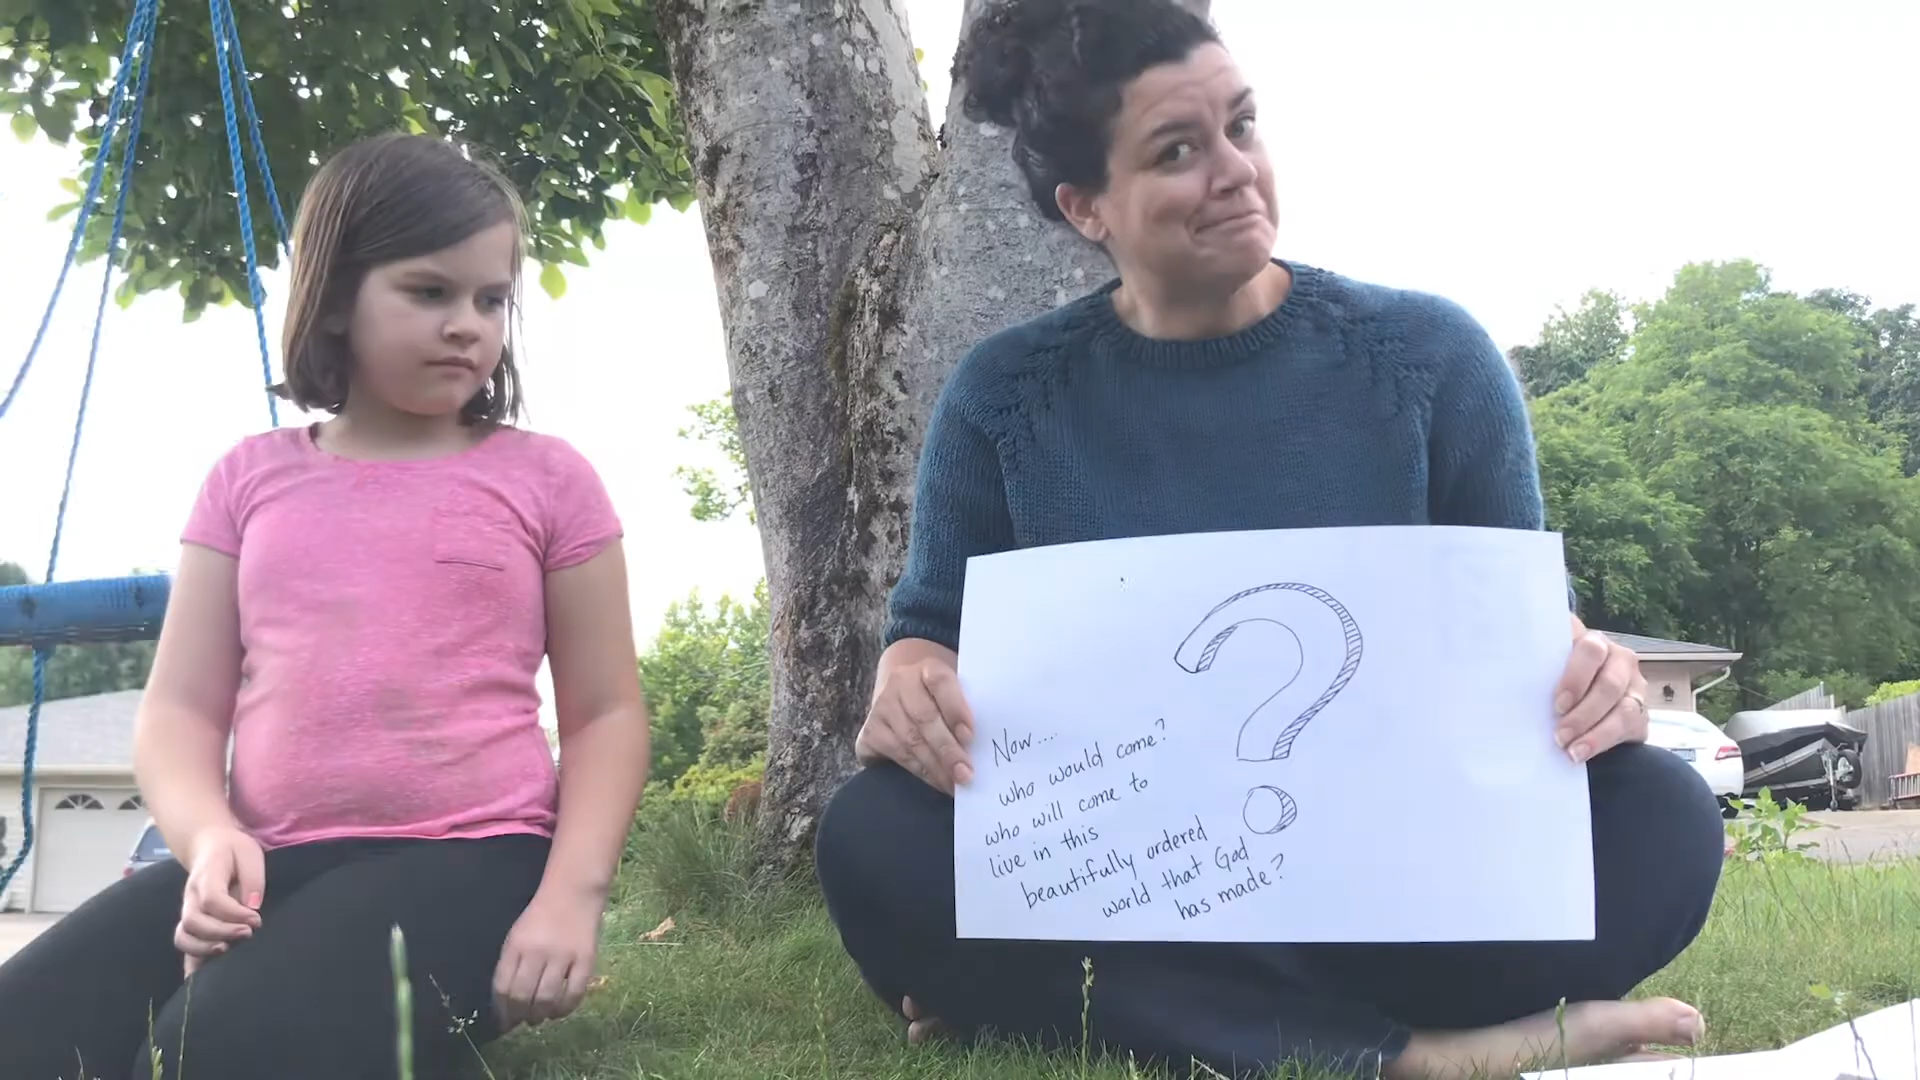 ?
Now....
who would come?
who will come to
live in this
beautifully ordered
world that God
has made?